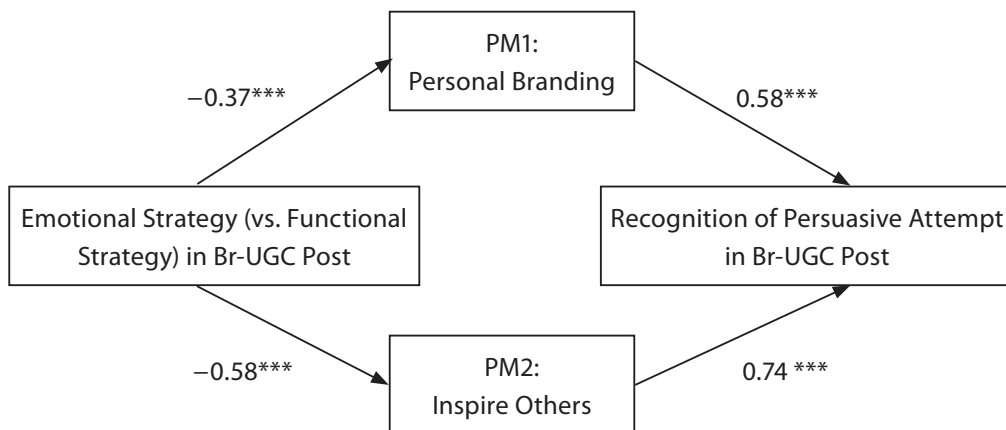 PM1:
Personal Branding
−0.37***
0.58***
Emotional Strategy (vs. Functional
Strategy) in Br-UGC Post
Recognition of Persuasive Attempt
in Br-UGC Post
−0.58***
0.74 ***
PM2:
Inspire Others